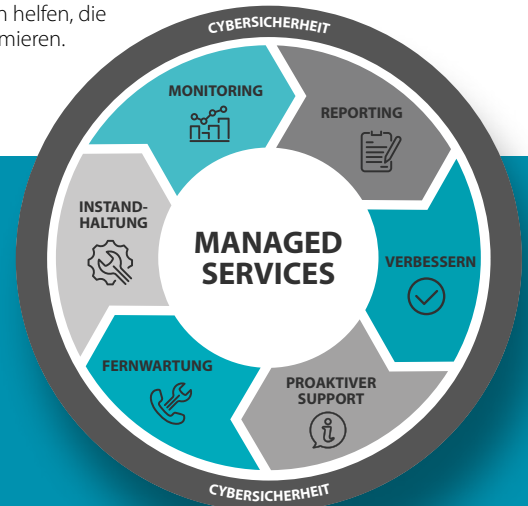 n helfen, die
mieren.
CYBERSICHERHEIT
MONITORING
REPORTING
INSTAND-
HALTUNG
MANAGED
SERVICES
VERBESSERN
FERNWARTUNG
PROAKTIVER
SUPPORT
CYBERSICHERHEIT